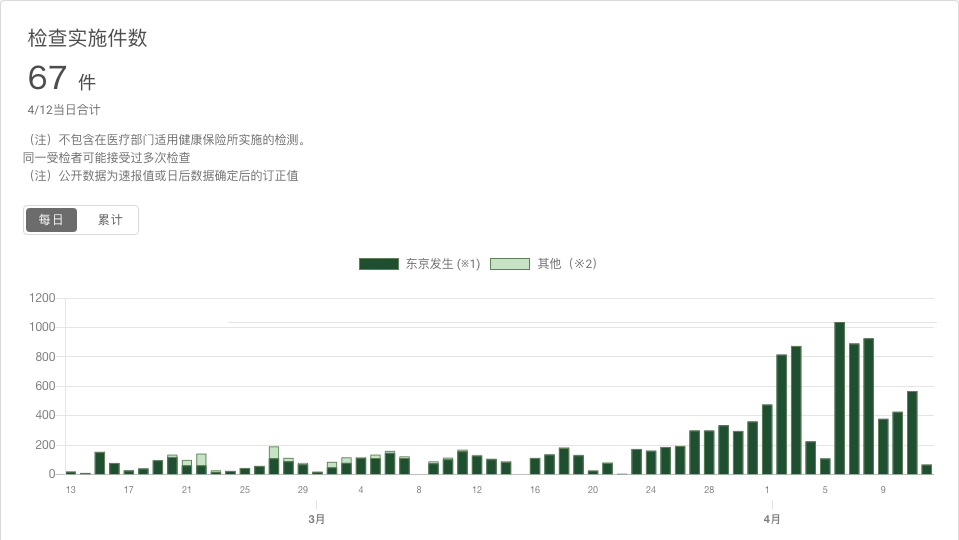 检查实施件数
67 件
4/12当日合计
（注）不包含在医疗部门适用健康保险所实施的检测。
同一受检者可能接受过多次检查
（注）公开数据为速报值或日后数据确定后的订正值
每日 累计
东京发生 (※1) 其他（※2）
1200
1000
800
600
400
200
0
13 17 21 25 29 4 8 12 16 20 24 28 1 5 9
3月 4月